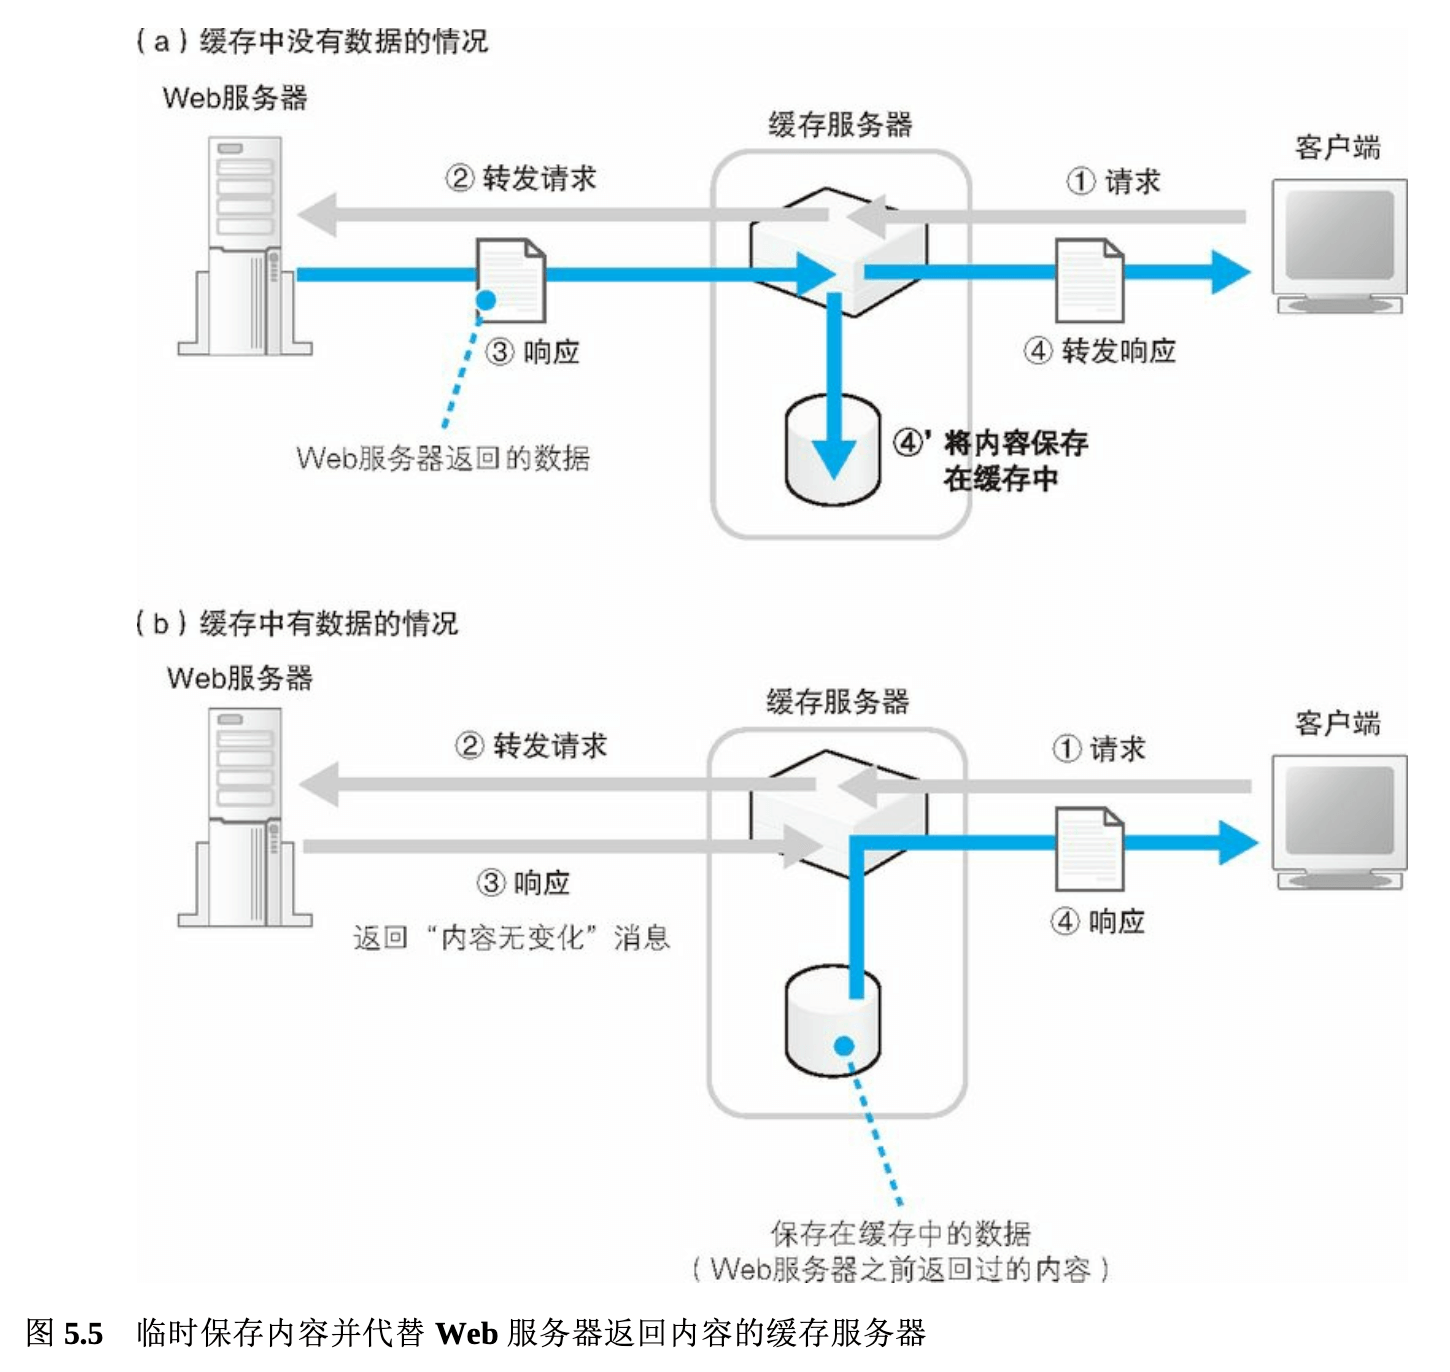 （a）缓存中没有数据的情况
Web服务器
缓存服务器
客户端
② 转发请求
① 请求
③ 响应
④ 转发响应
Web服务器返回的数据
④’ 将内容保存
在缓存中
（b）缓存中有数据的情况
Web服务器
缓存服务器
客户端
② 转发请求
① 请求
③ 响应
返回“内容无变化”消息
④ 响应
保存在缓存中的数据
（Web服务器之前返回过的内容）
图 5.5 临时保存内容并代替 Web 服务器返回内容的缓存服务器